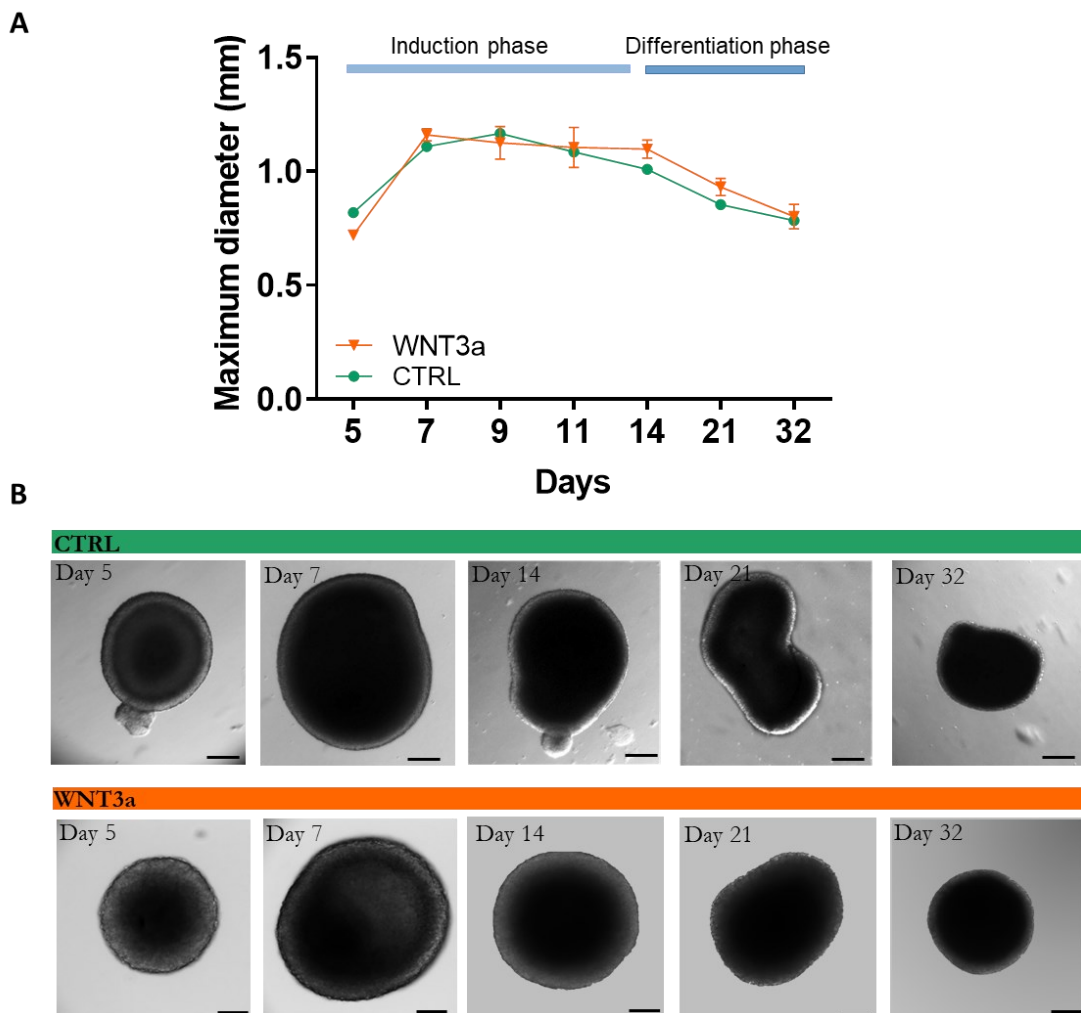 A
Induction phase
Differentiation phase
Maximum diameter (mm)
1.5
1.0
0.5
0.0
WNT3a
CTRL
5 7 9 11 14 21 32
Days
B
CTRL
Day 5 Day 7 Day 14 Day 21 Day 32
WNT3a
Day 5 Day 7 Day 14 Day 21 Day 32